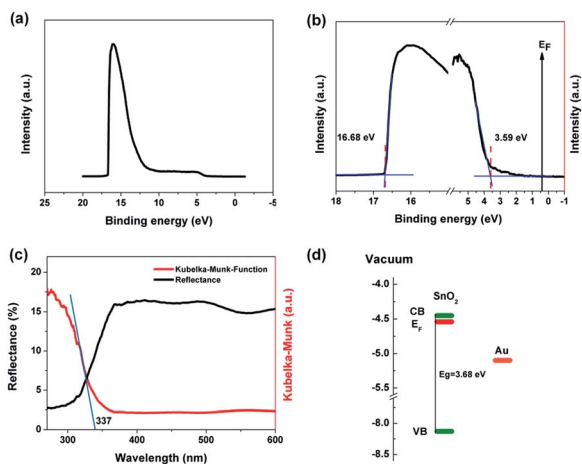 (a)
Intensity (a.u.)
20 15 10 5 0 -5
Binding energy (eV)
(b)
Intensity (a.u.)
16.68 eV
3.59 eV
E_F
Intensity (a.u.)
18 17 16 5 4 3 2 1 0 -1
Binding energy (eV)
(c)
Kubelka-Munk-Function
Reflectance
Reflectance (%)
20
15
10
5
0
337
Kubelka-Munk (a.u.)
300 400 500 600
Wavelength (nm)
(d)
Vacuum
SnO₂
-4.0
-4.5
-5.0
-5.5
-8.0
-8.5
CB
E_F
Au
Eg=3.68 eV
VB